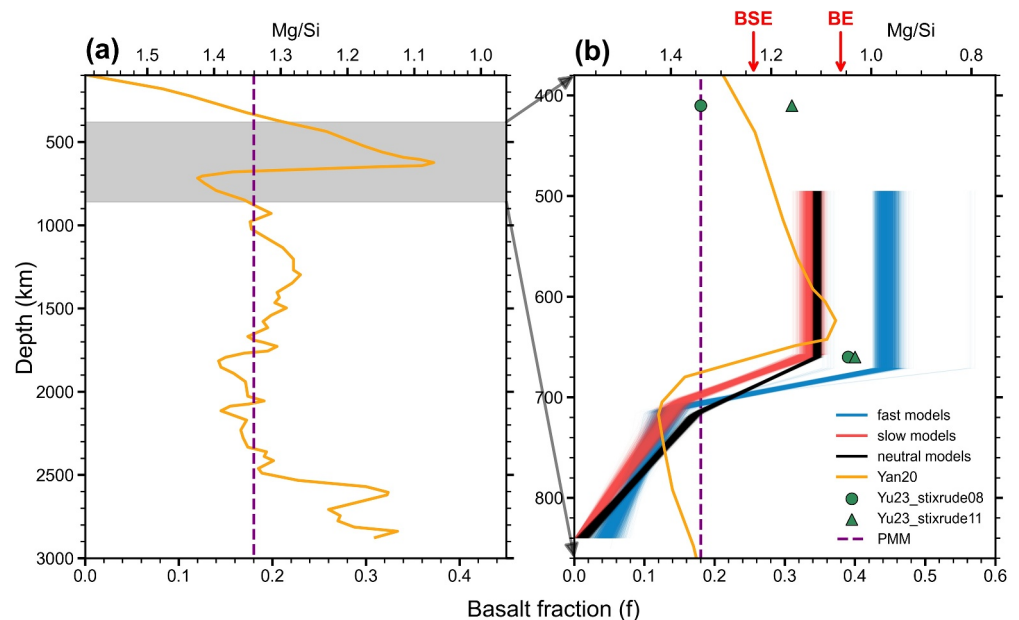 Mg/Si
BSE
BE
Mg/Si
(a)
1.5 1.4 1.3 1.2 1.1 1.0
(b)
1.4 1.2 1.0 0.8
Depth (km)
500
1000
1500
2000
2500
3000
0.0 0.1 0.2 0.3 0.4
400
500
600
700
800
0.0 0.1 0.2 0.3 0.4 0.5 0.6
fast models
slow models
neutral models
Yan20
Yu23_stixrude08
Yu23_stixrude11
PMM
Basalt fraction (f)